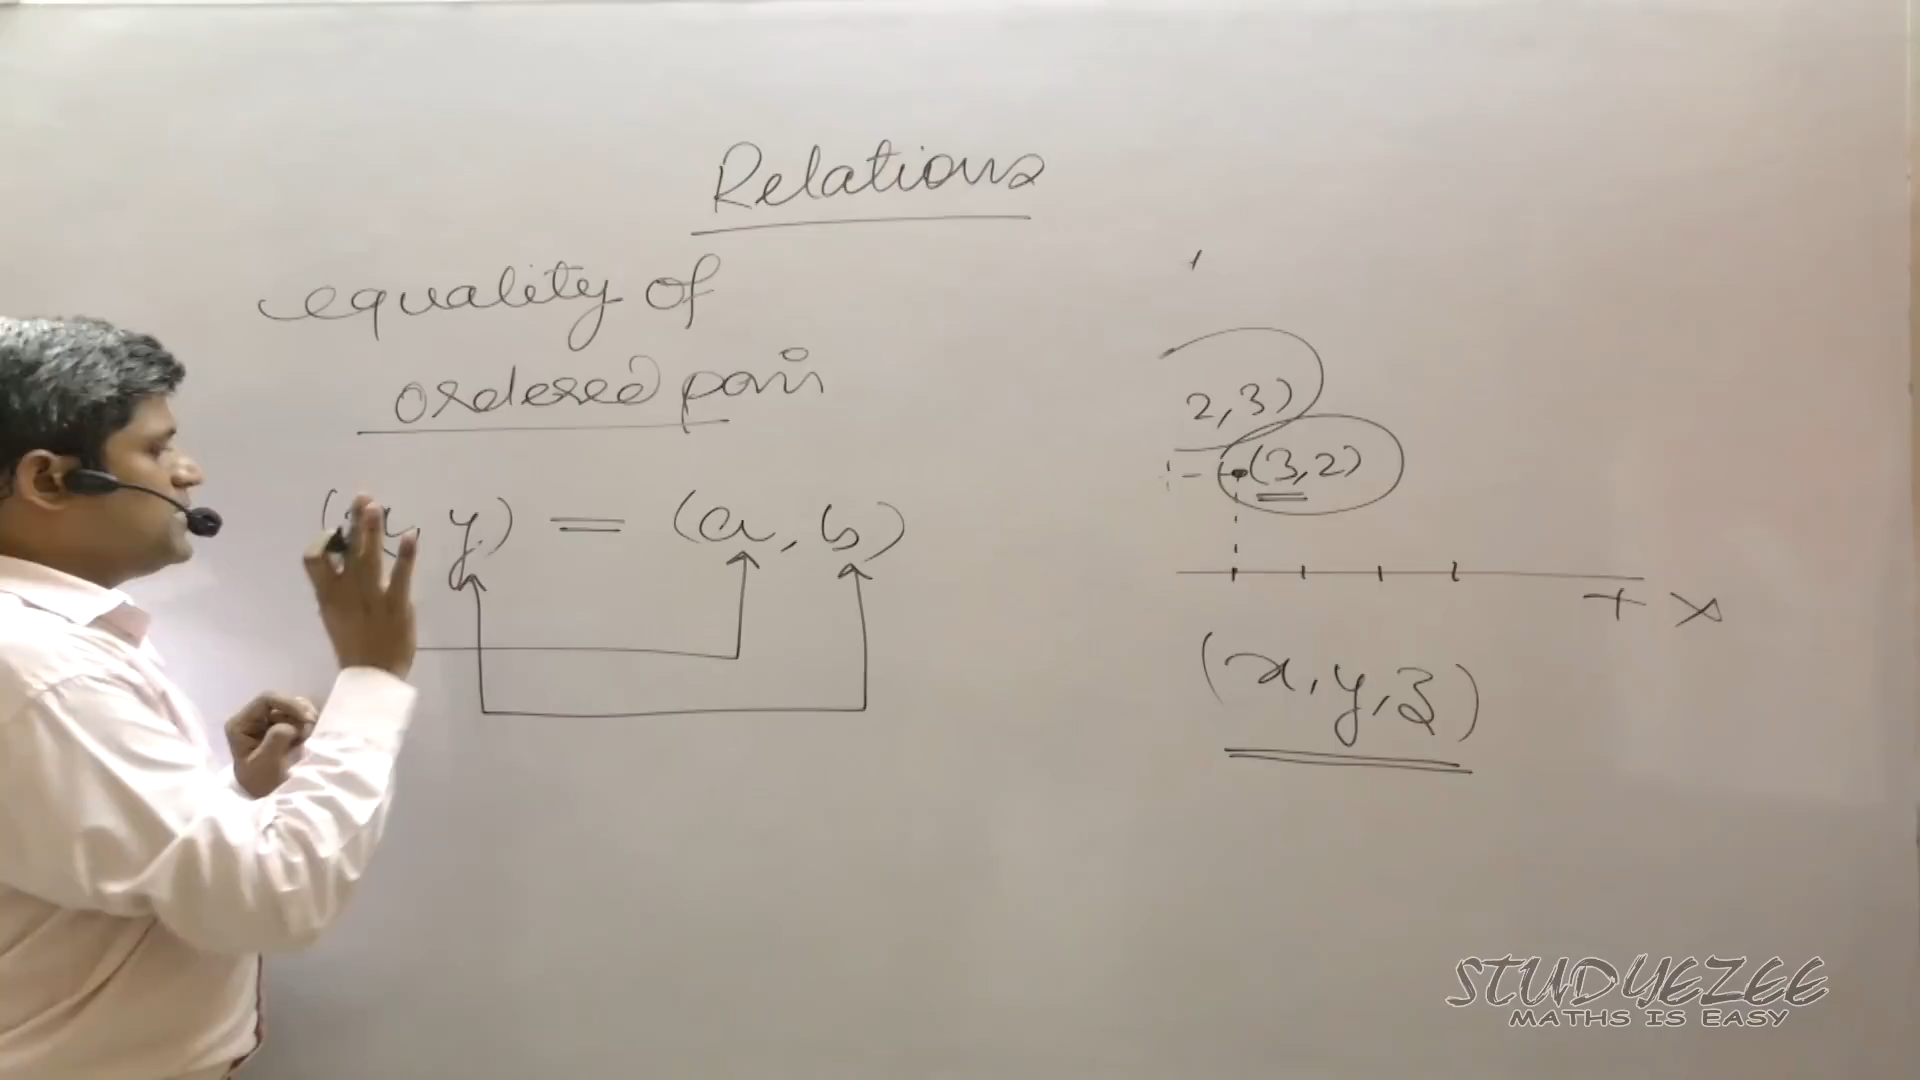 Relations
equality of
ordered pair
(x, y) = (a, b)
2,3)
(3,2)
+ x
(x, y, z)
STUDYEZEE
MATHS IS EASY